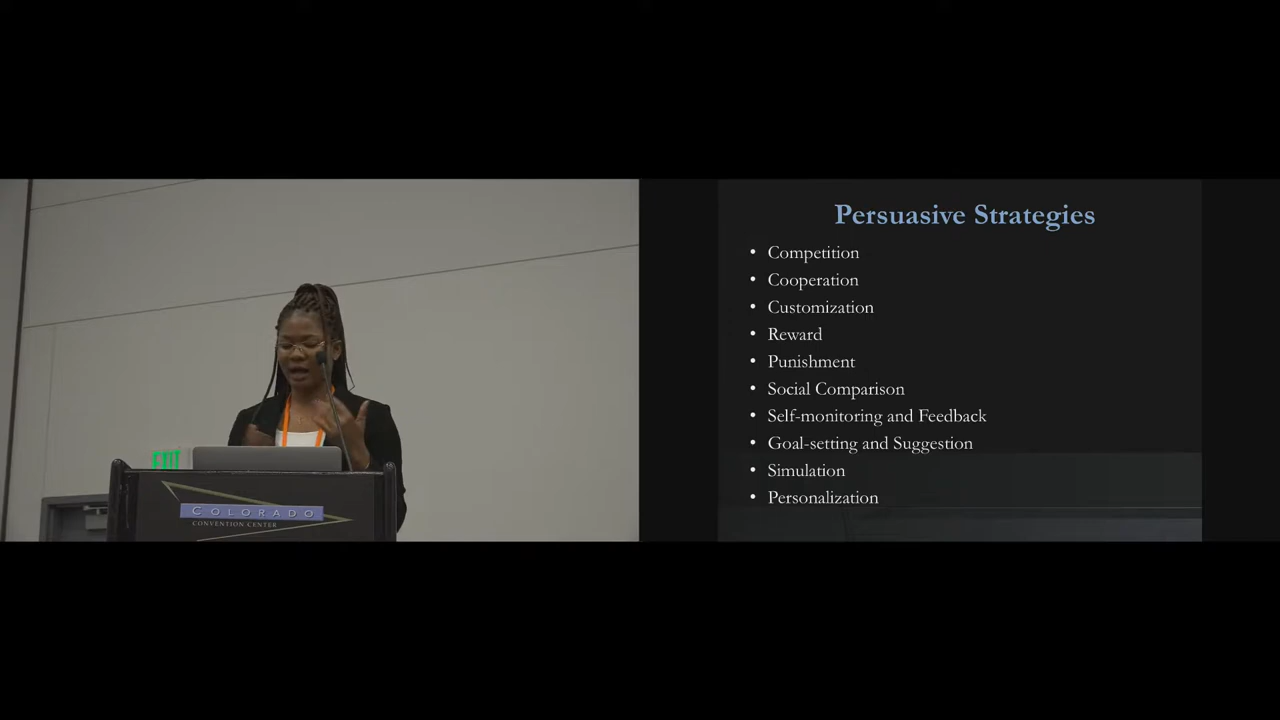 EXIT
COLORADO
CONVENTION CENTER
Persuasive Strategies
• Competition
• Cooperation
• Customization
• Reward
• Punishment
• Social Comparison
• Self-monitoring and Feedback
• Goal-setting and Suggestion
• Simulation
• Personalization